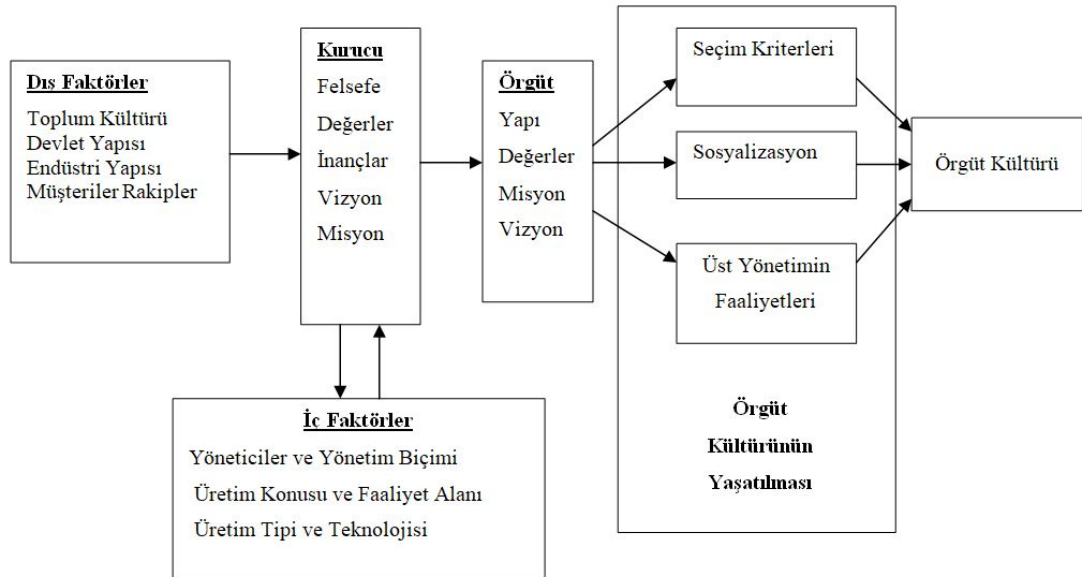 Dış Faktörler
Toplum Kültürü
Devlet Yapısı
Endüstri Yapısı
Müşteriler Rakipler
Kurucu
Felsefe
Değerler
İnançlar
Vizyon
Misyon
Örgüt
Yapı
Değerler
Misyon
Vizyon
Seçim Kriterleri
Sosyalizasyon
Üst Yönetimin
Faaliyetleri
Örgüt
Kültürünün
Yaşatılması
Örgüt Kültürü
İç Faktörler
Yöneticiler ve Yönetim Biçimi
Üretim Konusu ve Faaliyet Alanı
Üretim Tipi ve Teknolojisi